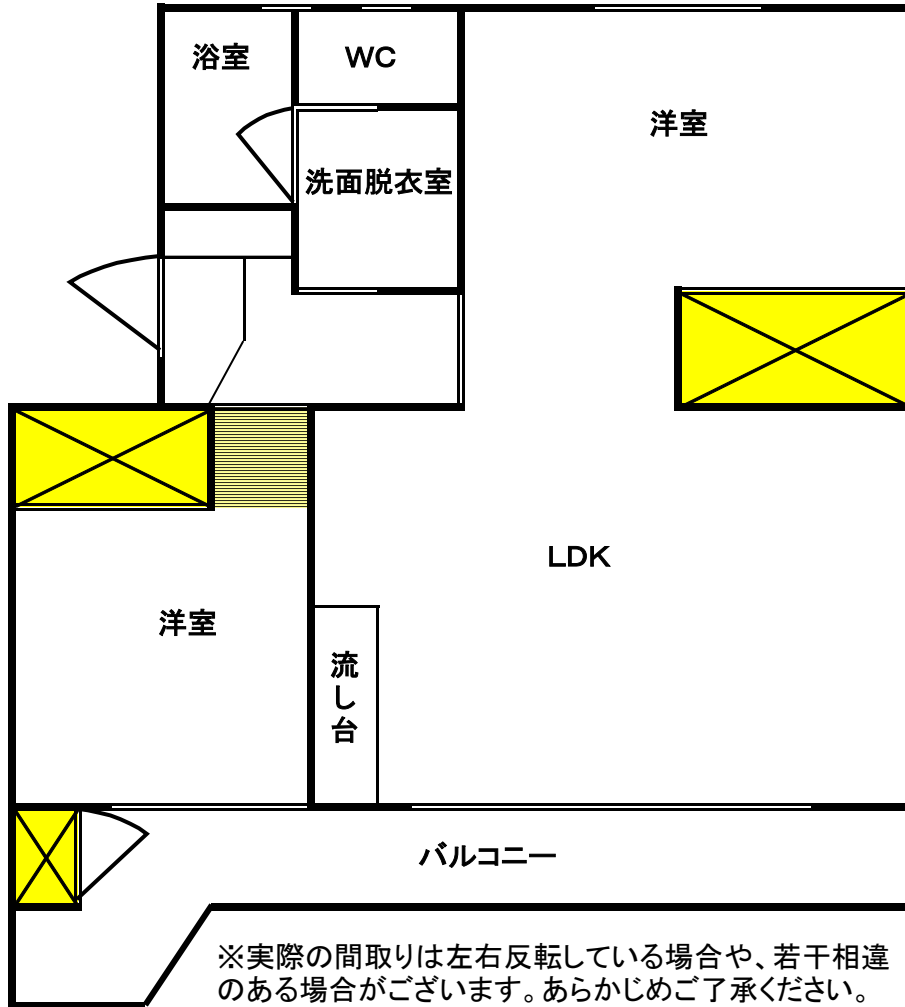 浴室
WC
洋室
洗面脱衣室
LDK
洋室
流し台
バルコニー
※実際の間取りは左右反転している場合や、若干相違
のある場合がございます。あらかじめご了承ください。